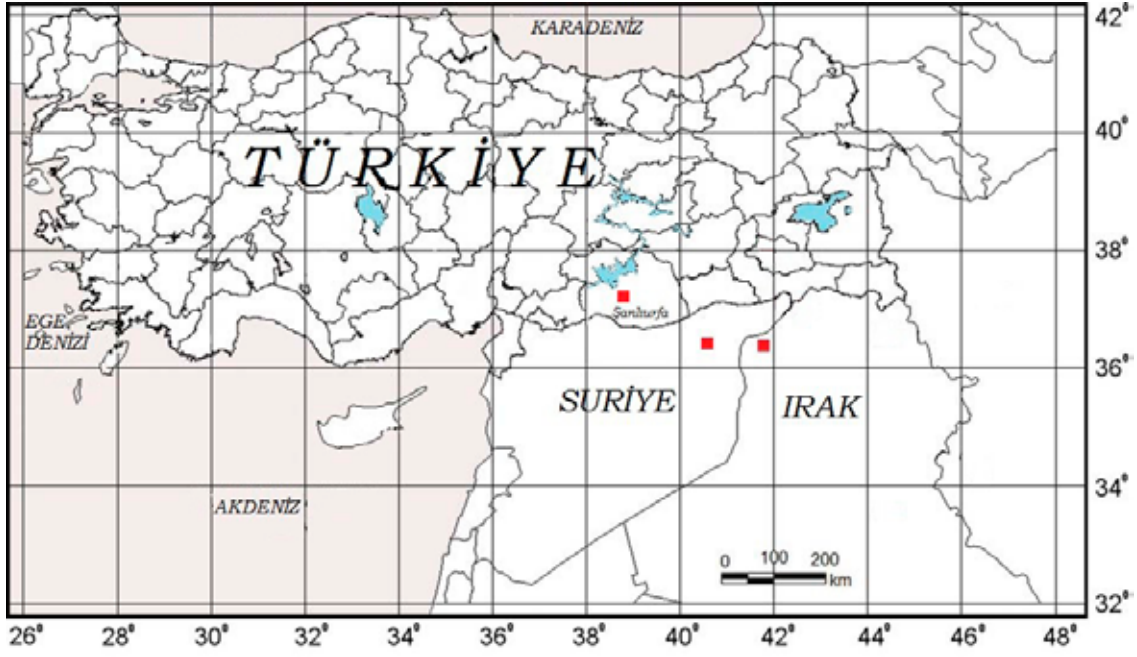 KARADENİZ
42°
40°
TÜRKİYE
38°
Şanlıurfa
EGE
DENİZİ
36°
SURİYE
IRAK
34°
AKDENİZ
0 100 200
km
32°
26° 28° 30° 32° 34° 36° 38° 40° 42° 44° 46° 48°